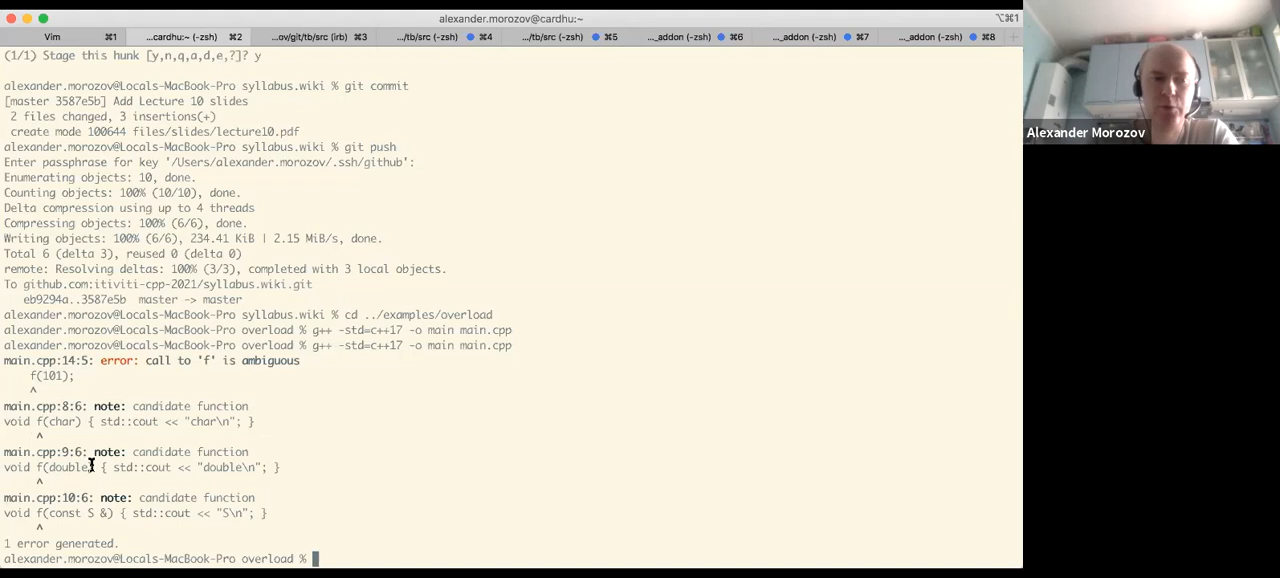 alexander.morozov@cardhu:~
⌥⌘1
Vim ⌘1 ...cardhu:~ (-zsh) ⌘2 ...ov/git/tb/src (irb) ⌘3 .../tb/src (-zsh) ⌘4 .../tb/src (-zsh) ⌘5 ..._addon (-zsh) ⌘6 ..._addon (-zsh) ⌘7 ..._addon (-zsh) ⌘8
(1/1) Stage this hunk [y,n,q,a,d,e,?]? y
alexander.morozov@Locals-MacBook-Pro syllabus.wiki % git commit
[master 3587e5b] Add Lecture 10 slides
2 files changed, 3 insertions(+)
create mode 100644 files/slides/lecture10.pdf
alexander.morozov@Locals-MacBook-Pro syllabus.wiki % git push
Enter passphrase for key '/Users/alexander.morozov/.ssh/github':
Enumerating objects: 10, done.
Counting objects: 100% (10/10), done.
Delta compression using up to 4 threads
Compressing objects: 100% (6/6), done.
Writing objects: 100% (6/6), 234.41 KiB | 2.15 MiB/s, done.
Total 6 (delta 3), reused 0 (delta 0)
remote: Resolving deltas: 100% (3/3), completed with 3 local objects.
To github.com:itiviti-cpp-2021/syllabus.wiki.git
eb9294a..3587e5b master -> master
alexander.morozov@Locals-MacBook-Pro syllabus.wiki % cd ../examples/overload
alexander.morozov@Locals-MacBook-Pro overload % g++ -std=c++17 -o main main.cpp
alexander.morozov@Locals-MacBook-Pro overload % g++ -std=c++17 -o main main.cpp
main.cpp:14:5: error: call to 'f' is ambiguous
f(101);
^
main.cpp:8:6: note: candidate function
void f(char) { std::cout << "char\n"; }
^
main.cpp:9:6: note: candidate function
void f(double) { std::cout << "double\n"; }
^
main.cpp:10:6: note: candidate function
void f(const S &) { std::cout << "S\n"; }
^
1 error generated.
alexander.morozov@Locals-MacBook-Pro overload %
Alexander Morozov